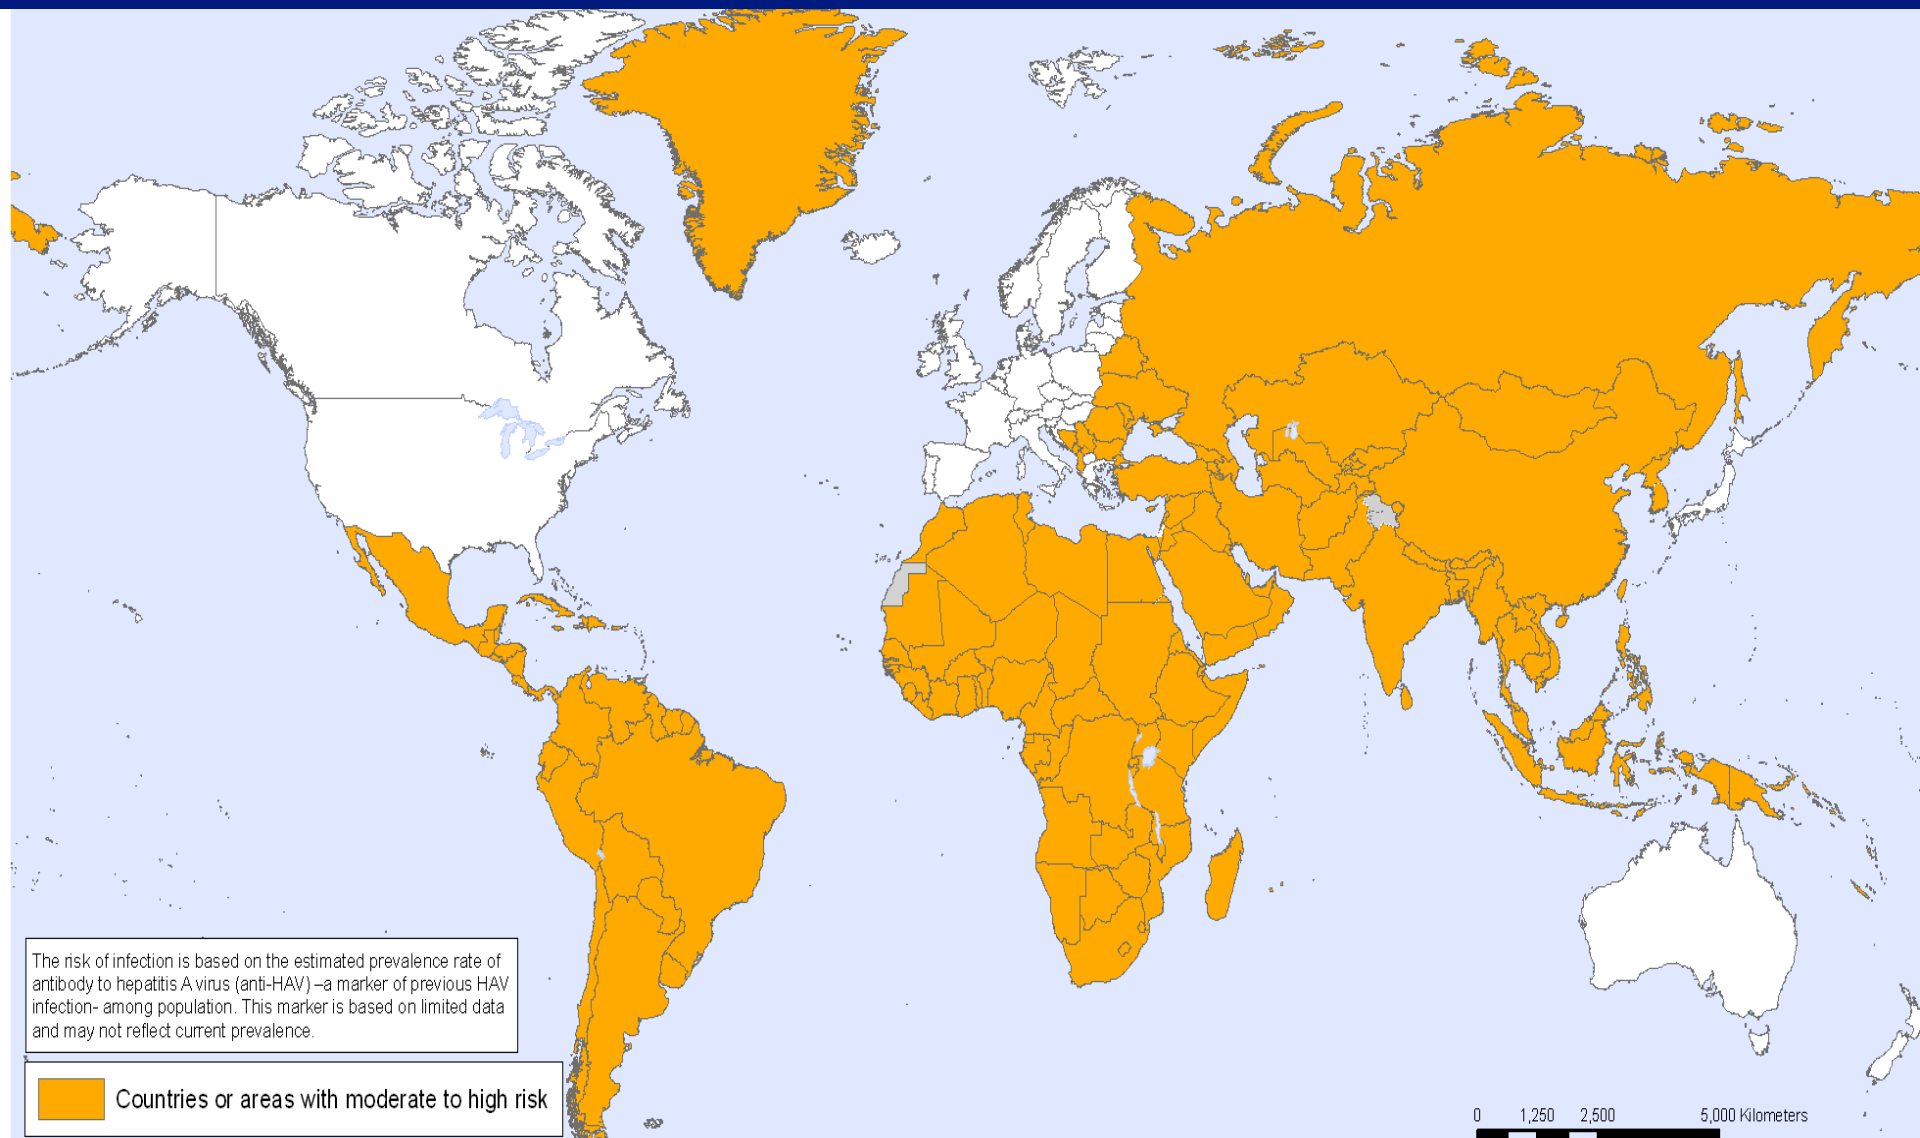 The risk of infection is based on the estimated prevalence rate of
antibody to hepatitis A virus (anti-HAV) –a marker of previous HAV
infection- among population. This marker is based on limited data
and may not reflect current prevalence.
Countries or areas with moderate to high risk
0 1,250 2,500 5,000 Kilometers